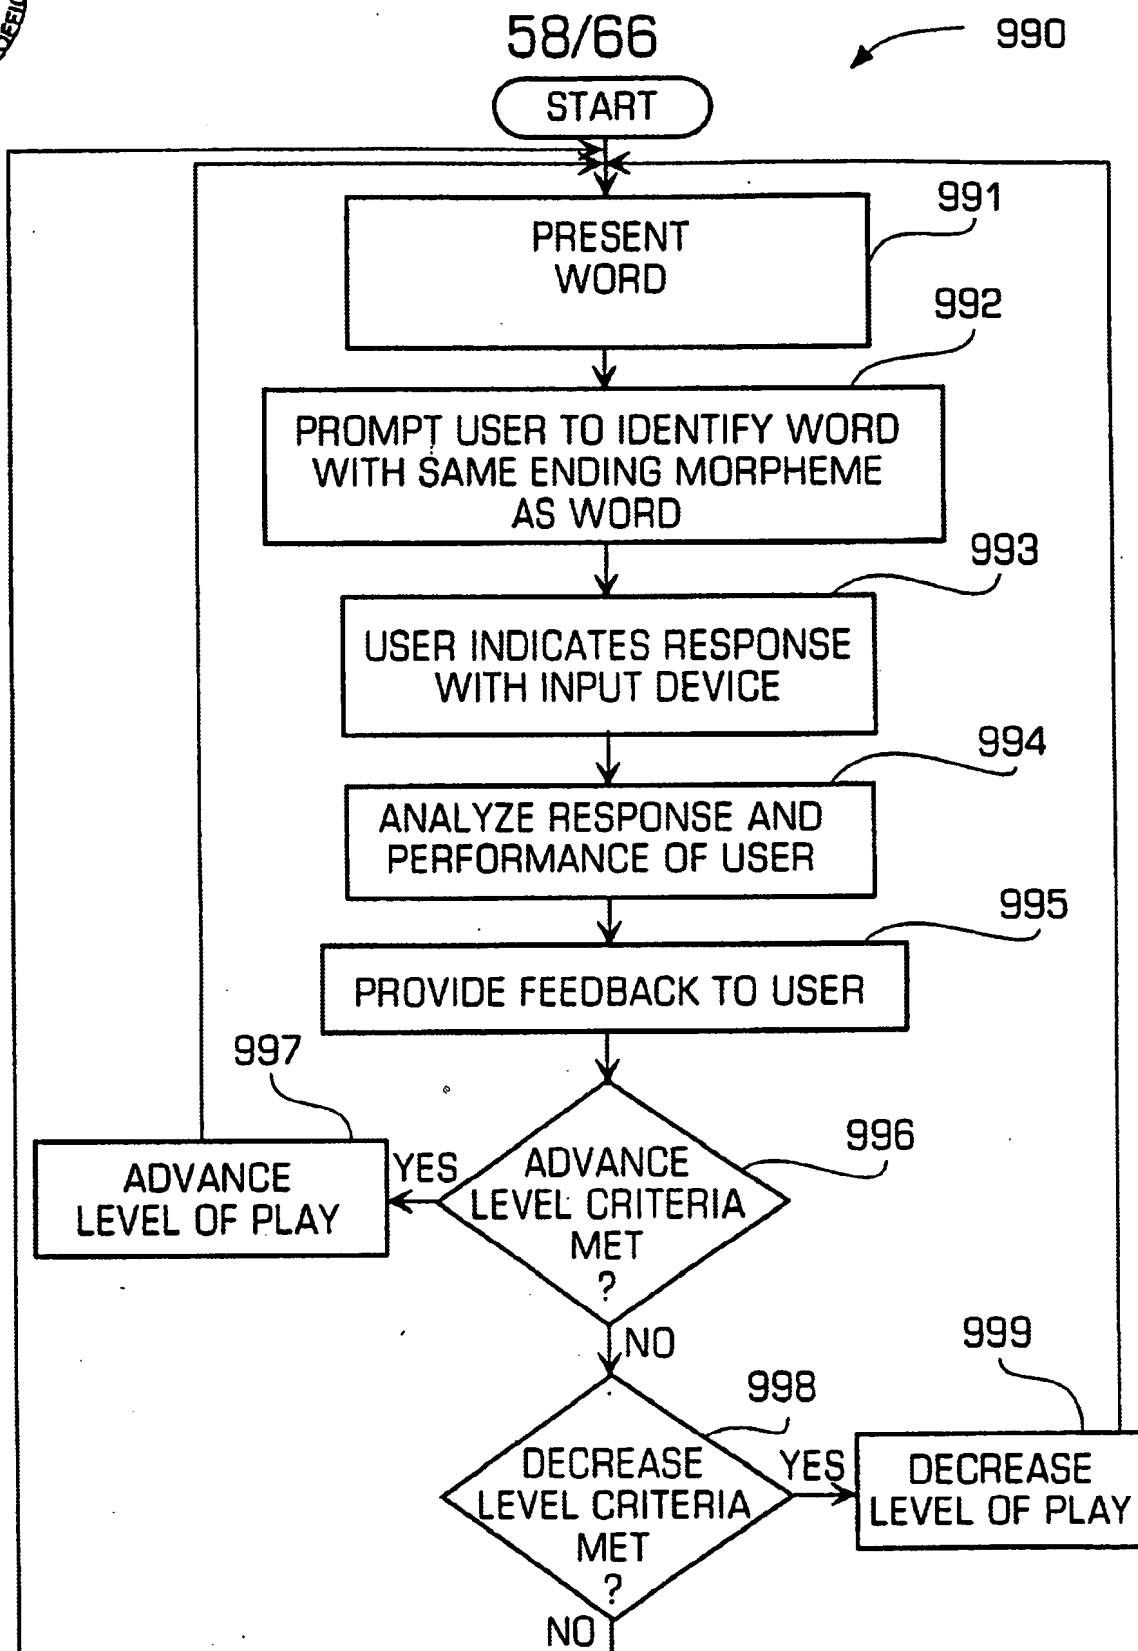 58/66
990
START
PRESENT
WORD
991
992
PROMPT USER TO IDENTIFY WORD
WITH SAME ENDING MORPHEME
AS WORD
993
USER INDICATES RESPONSE
WITH INPUT DEVICE
994
ANALYZE RESPONSE AND
PERFORMANCE OF USER
995
PROVIDE FEEDBACK TO USER
997
996
ADVANCE
LEVEL OF PLAY
YES
ADVANCE
LEVEL CRITERIA
MET
?
NO
999
998
DECREASE
LEVEL CRITERIA
MET
?
YES
DECREASE
LEVEL OF PLAY
NO